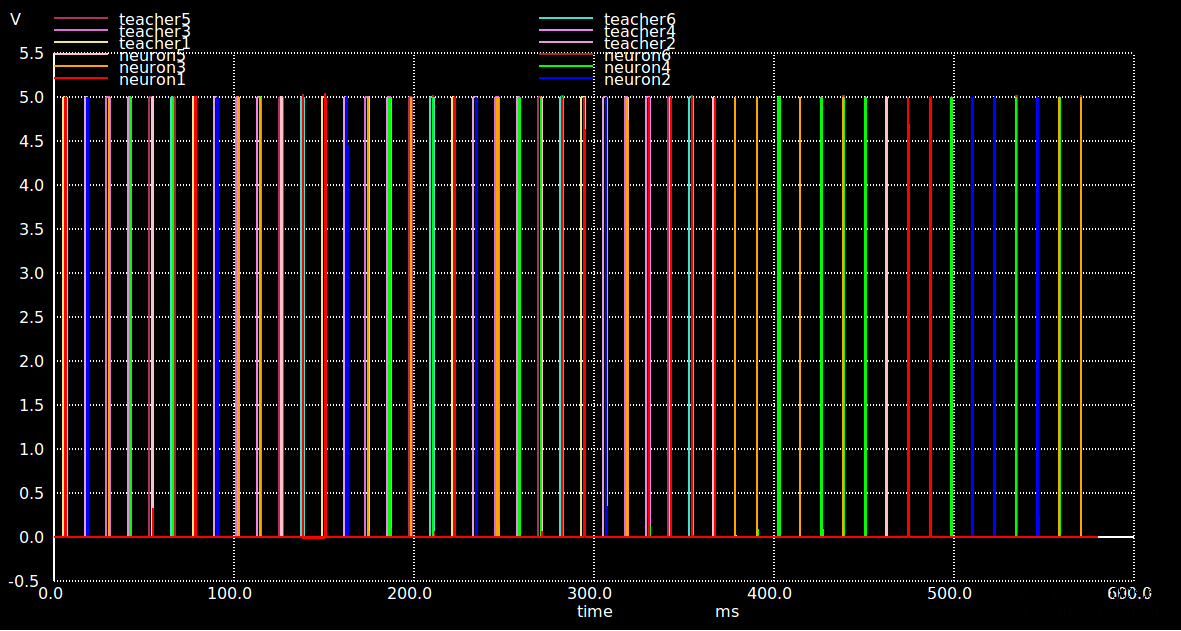 V
teacher5 teacher6
teacher3 teacher4
teacher1 teacher2
neuron5 neuron6
neuron3 neuron4
neuron1 neuron2
5.5
5.0
4.5
4.0
3.5
3.0
2.5
2.0
1.5
1.0
0.5
0.0
-0.5
0.0 100.0 200.0 300.0 400.0 500.0 600.0
time ms